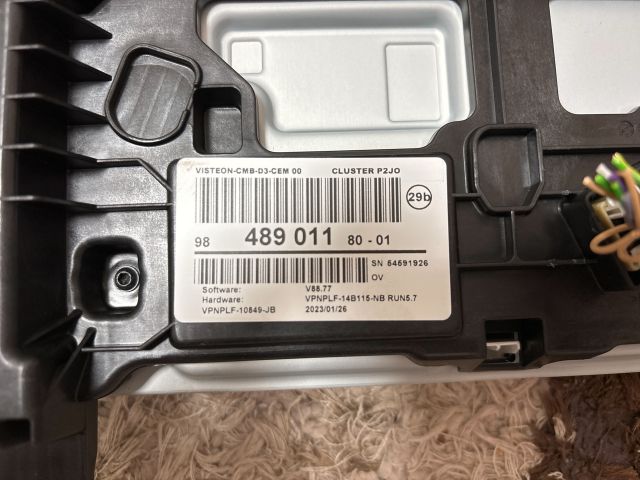 VISTEON-CMB-D3-CEM 00 CLUSTER P2JO
29b
98 489 011 80 - 01
SN 54591926
OV
Software: V88.77
Hardware: VPNPLF-14B115-NB RUN5.7
VPNPLF-10849-JB 2023/01/26